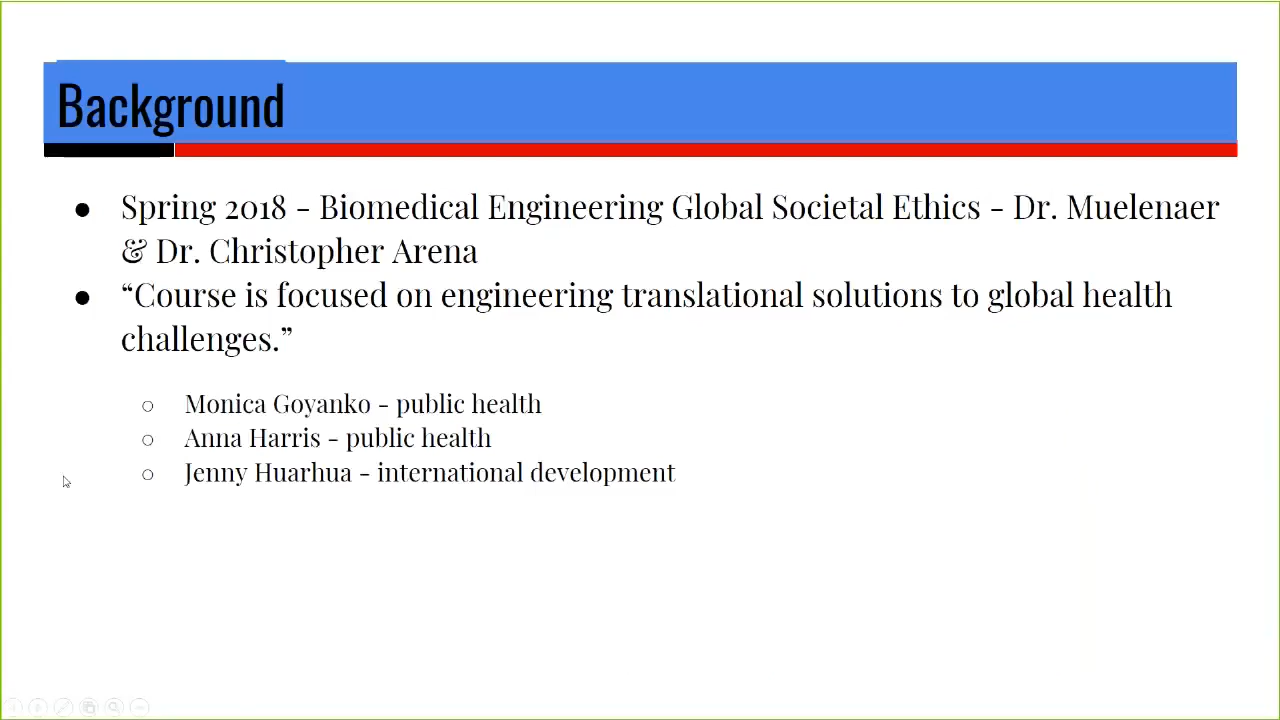 Background
● Spring 2018 - Biomedical Engineering Global Societal Ethics - Dr. Muelenaer
& Dr. Christopher Arena
● “Course is focused on engineering translational solutions to global health
challenges.”
○ Monica Goyanko - public health
○ Anna Harris - public health
○ Jenny Huarhua - international development